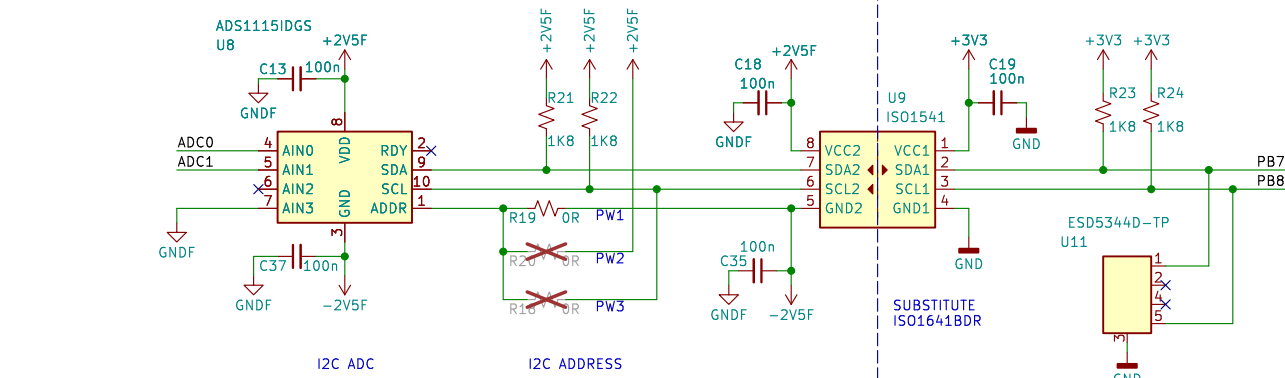 ADS1115IDGS
U8
+2V5F
C13
100n
GNDF
8
VDD
ADC0
4
AIN0
ADC1
5
AIN1
6
AIN2
7
AIN3
RDY
2
SDA
9
SCL
10
ADDR
1
GND
3
GNDF
C37
100n
GNDF
-2V5F
I2C ADC
+2V5F
+2V5F
+2V5F
R21
1K8
R22
1K8
R19
0R
PW1
R20
0R
PW2
R18
0R
PW3
I2C ADDRESS
+2V5F
C18
100n
GNDF
U9
ISO1541
8
VCC2
7
SDA2
6
SCL2
5
GND2
VCC1
1
SDA1
2
SCL1
3
GND1
4
100n
C35
GNDF
-2V5F
+3V3
C19
100n
GND
GND
SUBSTITUTE
ISO1641BDR
+3V3
+3V3
R23
1K8
R24
1K8
PB7
PB8
ESD5344D-TP
U11
1
2
4
5
3
GND